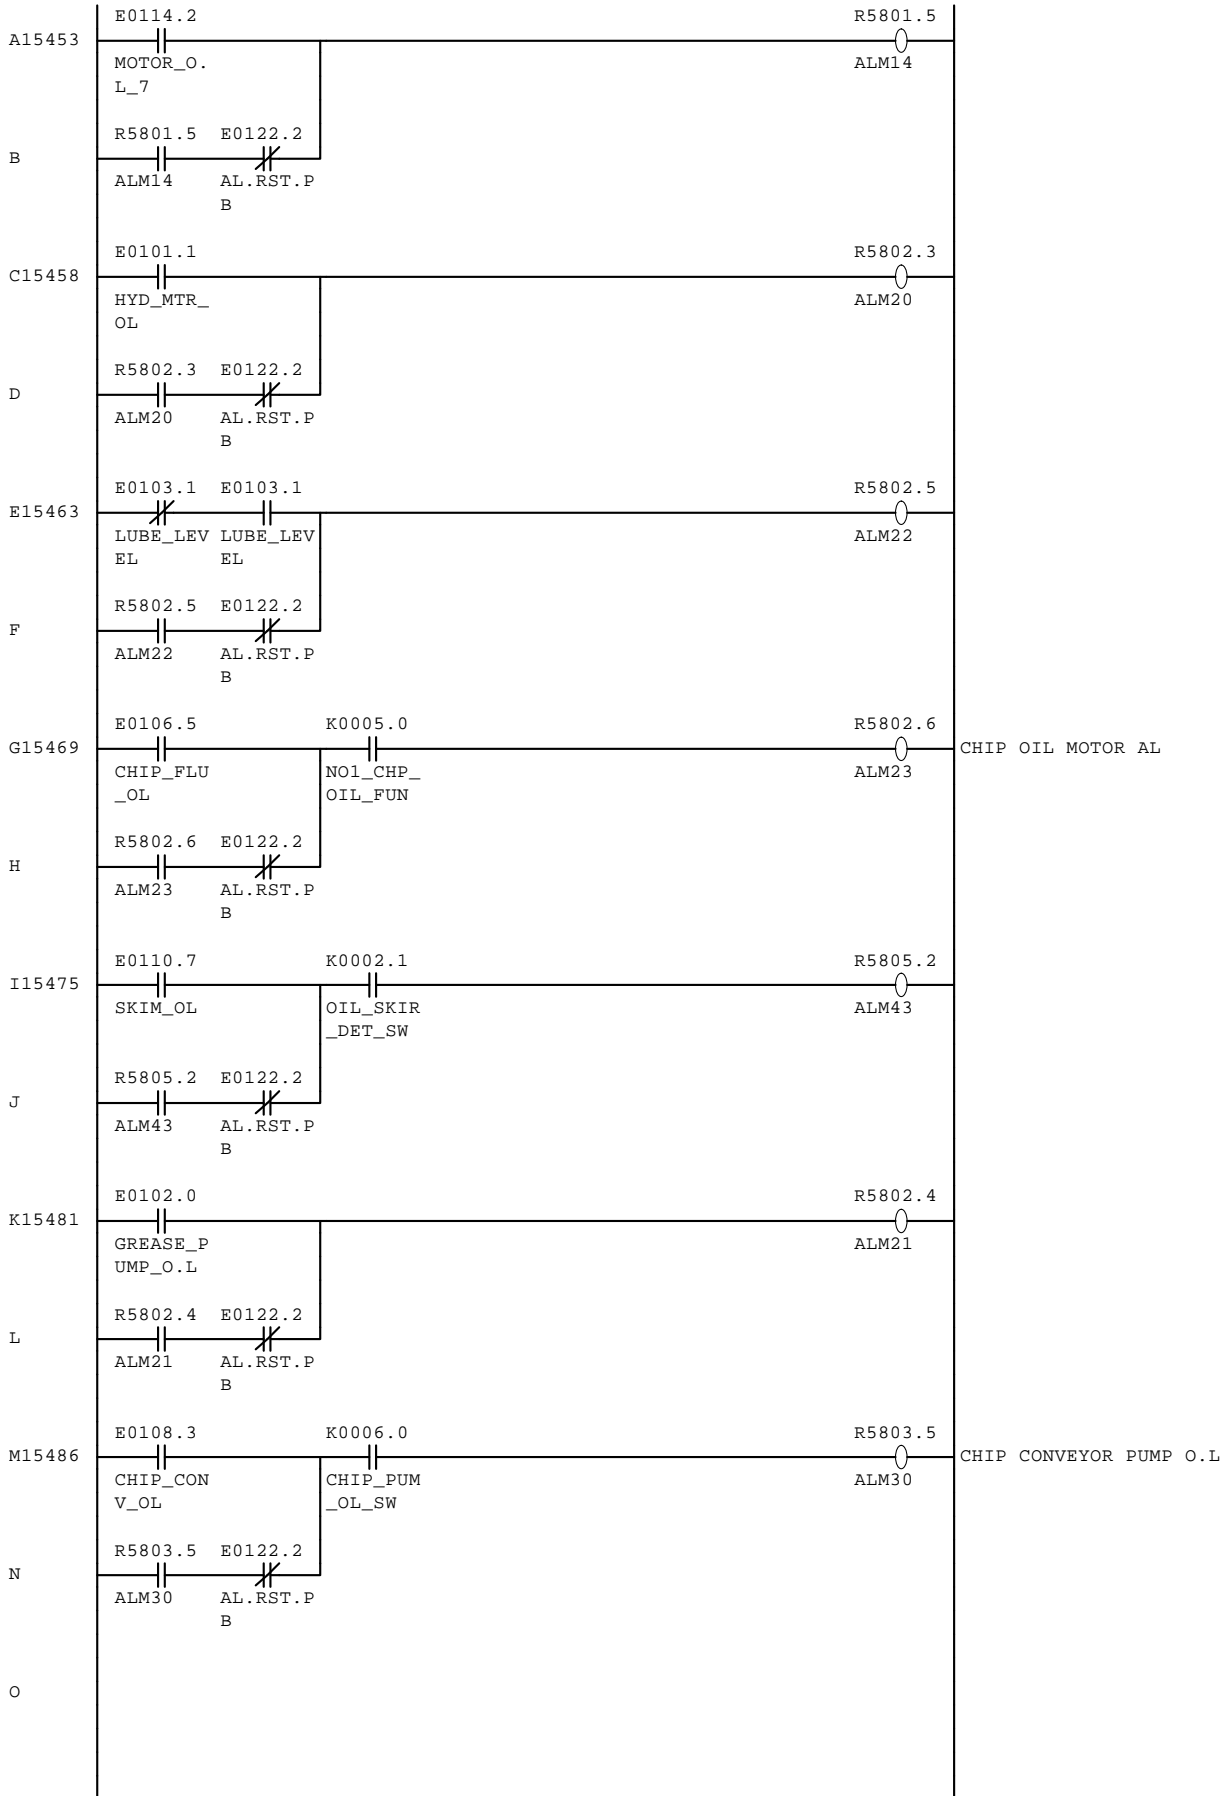 E0114.2 R5801.5
A15453
MOTOR_O. ALM14
L_7
R5801.5 E0122.2
B
ALM14 AL.RST.P
B
E0101.1 R5802.3
C15458
HYD_MTR_ ALM20
OL
R5802.3 E0122.2
D
ALM20 AL.RST.P
B
E0103.1 E0103.1 R5802.5
E15463
LUBE_LEV LUBE_LEV ALM22
EL EL
R5802.5 E0122.2
F
ALM22 AL.RST.P
B
E0106.5 K0005.0 R5802.6
G15469 CHIP OIL MOTOR AL
CHIP_FLU NO1_CHP_ ALM23
_OL OIL_FUN
R5802.6 E0122.2
H
ALM23 AL.RST.P
B
E0110.7 K0002.1 R5805.2
I15475
SKIM_OL OIL_SKIR ALM43
_DET_SW
R5805.2 E0122.2
J
ALM43 AL.RST.P
B
E0102.0 R5802.4
K15481
GREASE_P ALM21
UMP_O.L
R5802.4 E0122.2
L
ALM21 AL.RST.P
B
E0108.3 K0006.0 R5803.5
M15486 CHIP CONVEYOR PUMP O.L
CHIP_CON CHIP_PUM ALM30
V_OL _OL_SW
R5803.5 E0122.2
N
ALM30 AL.RST.P
B
O